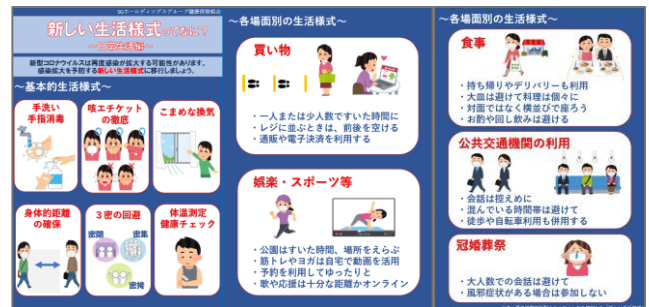 SGホールディングスグループ健康保険組合
新しい生活様式ってなに?
～日常生活編～
新型コロナウイルスは再度感染が拡大する可能性があります。
感染拡大を予防する新しい生活様式に移行しましょう。
～基本的生活様式～
手洗い
手指消毒
咳エチケット
の徹底
こまめな換気
身体的距離
の確保
3密の回避
密閉
密集
密接
体温測定
健康チェック
～各場面別の生活様式～
買い物
・一人または少人数ですいた時間に
・レジに並ぶときは、前後を空ける
・通販や電子決済を利用する
娯楽・スポーツ等
・公園はすいた時間、場所をえらぶ
・筋トレやヨガは自宅で動画を活用
・予約を利用してゆったりと
・歌や応援は十分な距離かオンライン
～各場面別の生活様式～
食事
・持ち帰りやデリバリーも利用
・大皿は避けて料理は個々に
・対面ではなく横並びで座ろう
・お酌や回し飲みは避ける
公共交通機関の利用
・会話は控えめに
・混んでいる時間帯は避けて
・徒歩や自転車利用も併用する
冠婚葬祭
・大人数での会話は避けて
・風邪症状がある場合は参加しない